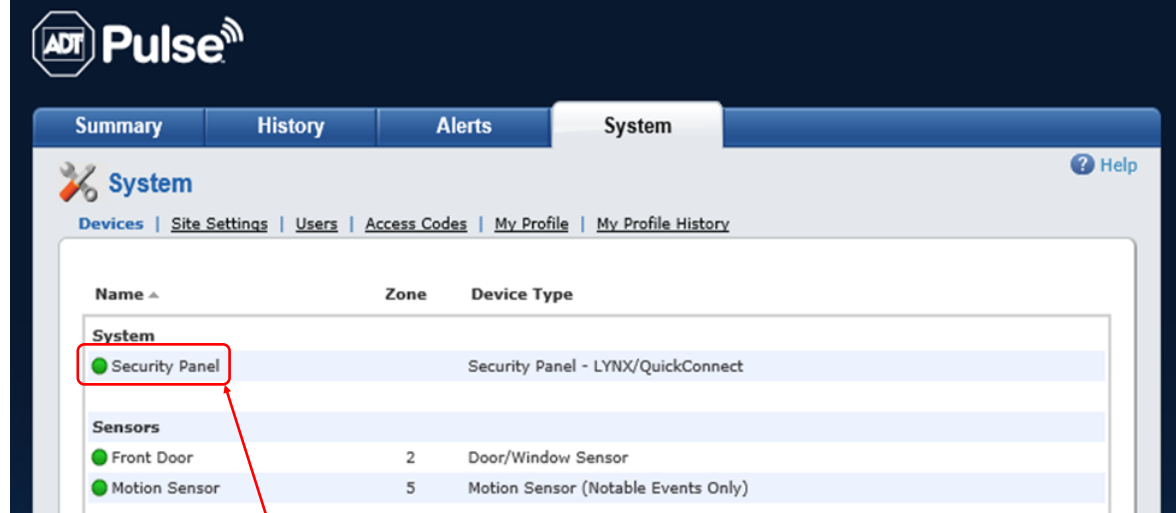 ADT Pulse
Summary History Alerts System
Help
System
Devices | Site Settings | Users | Access Codes | My Profile | My Profile History
Name Zone Device Type
System
Security Panel Security Panel - LYNX/QuickConnect
Sensors
Front Door 2 Door/Window Sensor
Motion Sensor 5 Motion Sensor (Notable Events Only)